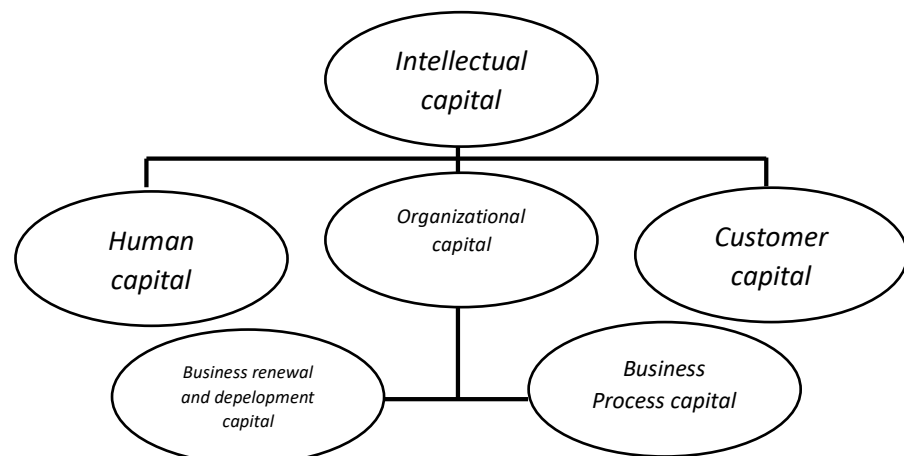 Intellectual
capital
Human
capital
Organizational
capital
Customer
capital
Business renewal
and depelopment
capital
Business
Process capital